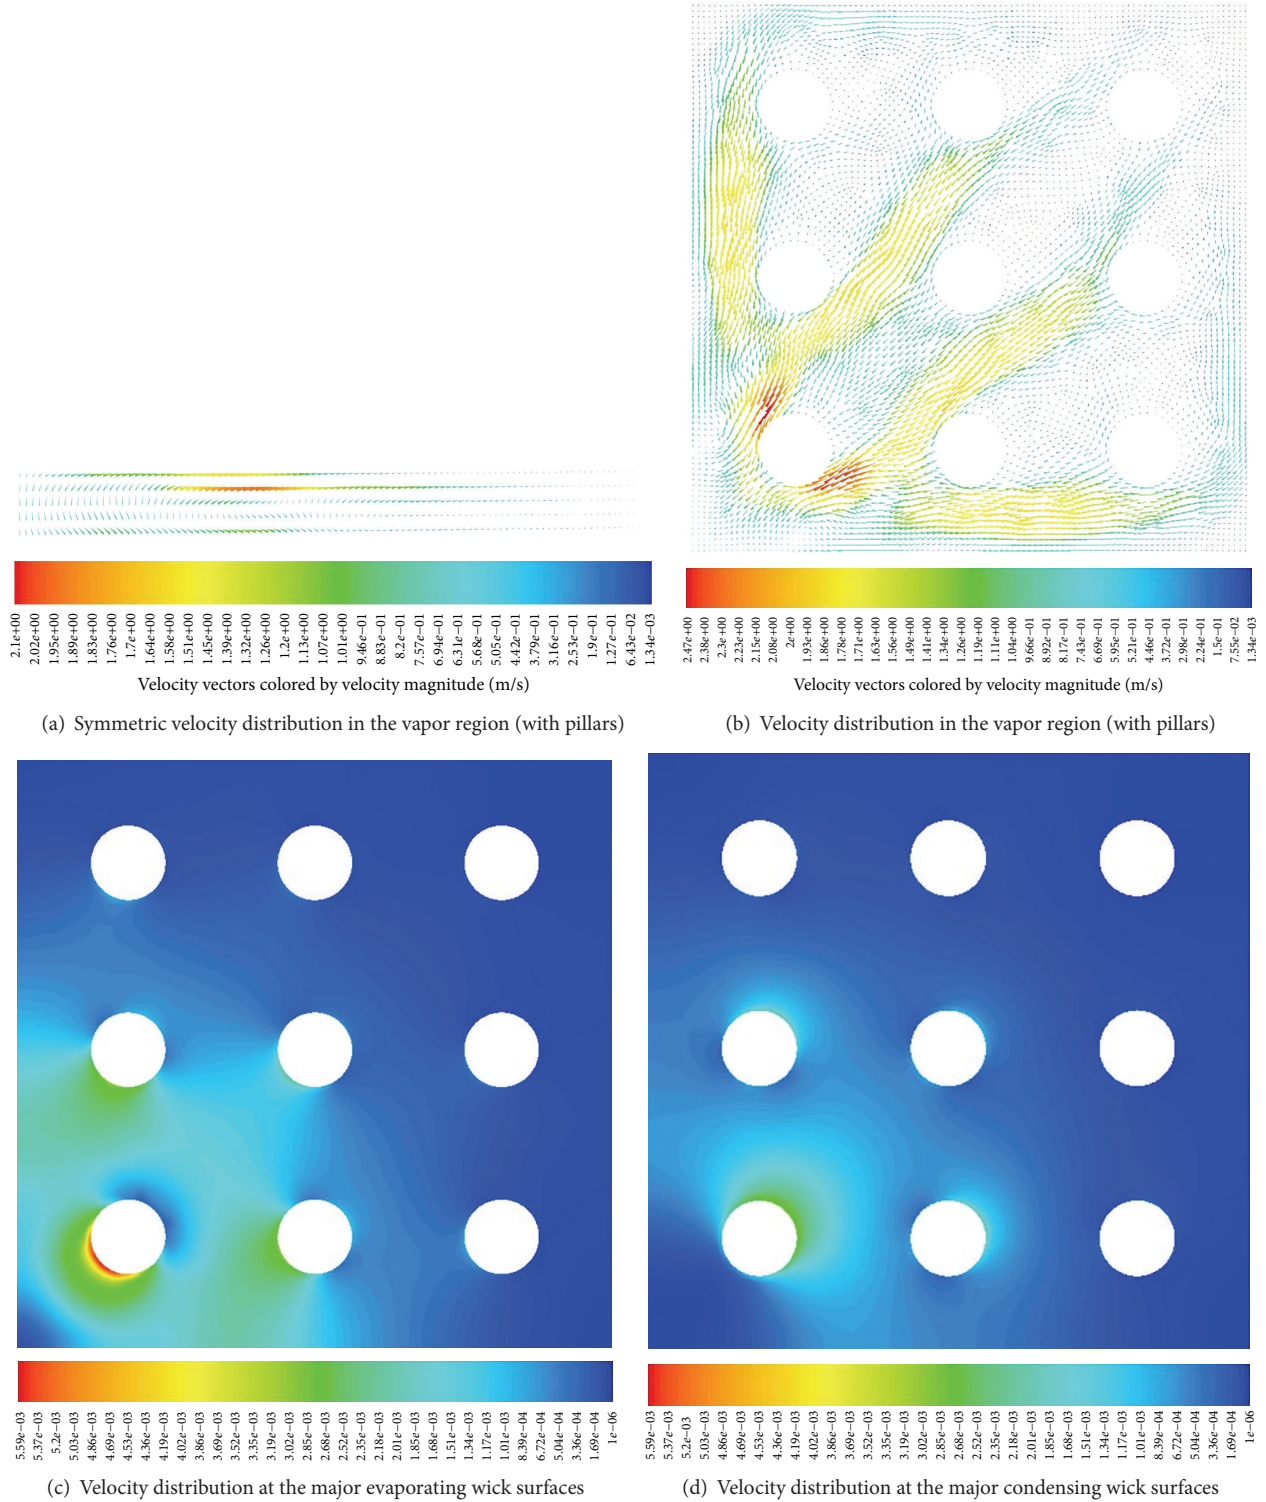 2.1e+00
2.02e+00
1.95e+00
1.89e+00
1.83e+00
1.76e+00
1.7e+00
1.64e+00
1.58e+00
1.51e+00
1.45e+00
1.39e+00
1.32e+00
1.26e+00
1.2e+00
1.13e+00
1.07e+00
1.01e+00
9.46e−01
8.83e−01
8.2e−01
7.57e−01
6.94e−01
6.31e−01
5.68e−01
5.05e−01
4.42e−01
3.79e−01
3.16e−01
2.53e−01
1.9e−01
1.27e−01
6.43e−02
1.34e−03
Velocity vectors colored by velocity magnitude (m/s)
(a) Symmetric velocity distribution in the vapor region (with pillars)
2.47e+00
2.38e+00
2.3e+00
2.23e+00
2.15e+00
2.08e+00
2e+00
1.93e+00
1.86e+00
1.78e+00
1.71e+00
1.63e+00
1.56e+00
1.49e+00
1.41e+00
1.34e+00
1.26e+00
1.19e+00
1.11e+00
1.04e+00
9.66e−01
8.92e−01
8.17e−01
7.43e−01
6.69e−01
5.95e−01
5.21e−01
4.46e−01
3.72e−01
2.98e−01
2.24e−01
1.5e−01
7.55e−02
1.34e−03
Velocity vectors colored by velocity magnitude (m/s)
(b) Velocity distribution in the vapor region (with pillars)
5.59e−03
5.37e−03
5.2e−03
5.03e−03
4.86e−03
4.69e−03
4.53e−03
4.36e−03
4.19e−03
4.02e−03
3.86e−03
3.69e−03
3.52e−03
3.35e−03
3.19e−03
3.02e−03
2.85e−03
2.68e−03
2.52e−03
2.35e−03
2.18e−03
2.01e−03
1.85e−03
1.68e−03
1.51e−03
1.34e−03
1.17e−03
1.01e−03
8.39e−04
6.72e−04
5.04e−04
3.36e−04
1.69e−04
1e−06
(c) Velocity distribution at the major evaporating wick surfaces
5.59e−03
5.37e−03
5.2e−03
5.03e−03
4.86e−03
4.69e−03
4.53e−03
4.36e−03
4.19e−03
4.02e−03
3.86e−03
3.69e−03
3.52e−03
3.35e−03
3.19e−03
3.02e−03
2.85e−03
2.68e−03
2.52e−03
2.35e−03
2.18e−03
2.01e−03
1.85e−03
1.68e−03
1.51e−03
1.34e−03
1.17e−03
1.01e−03
8.39e−04
6.72e−04
5.04e−04
3.36e−04
1.69e−04
1e−06
(d) Velocity distribution at the major condensing wick surfaces